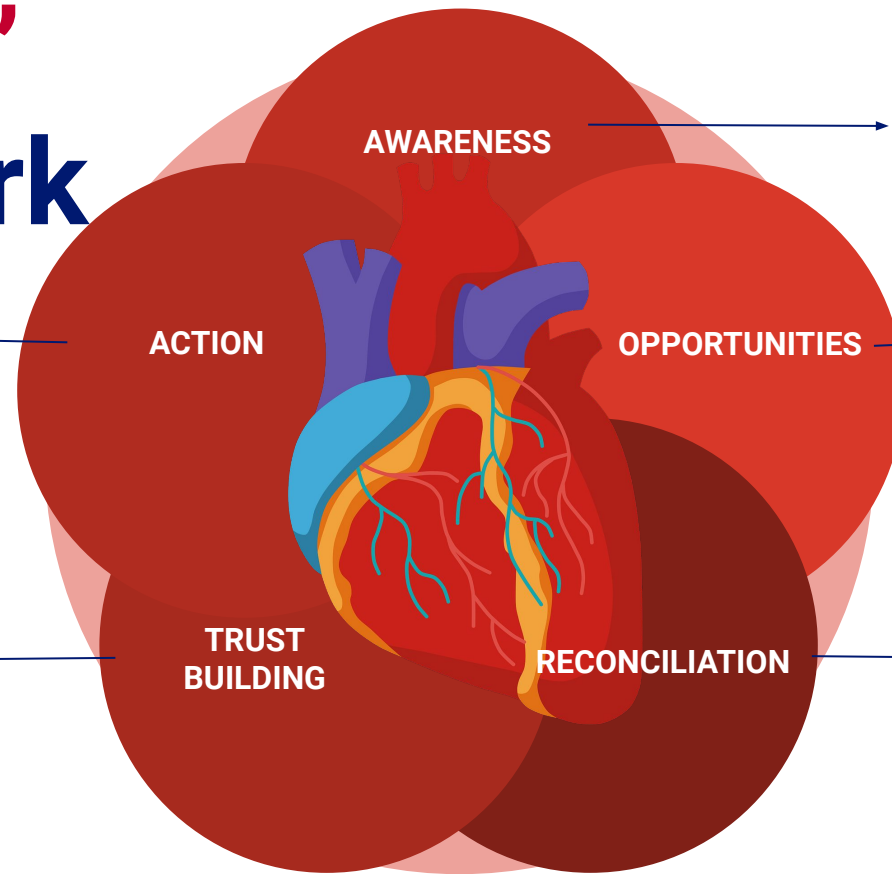 ”
rk
AWARENESS
ACTION
OPPORTUNITIES
TRUST
BUILDING
RECONCILIATION